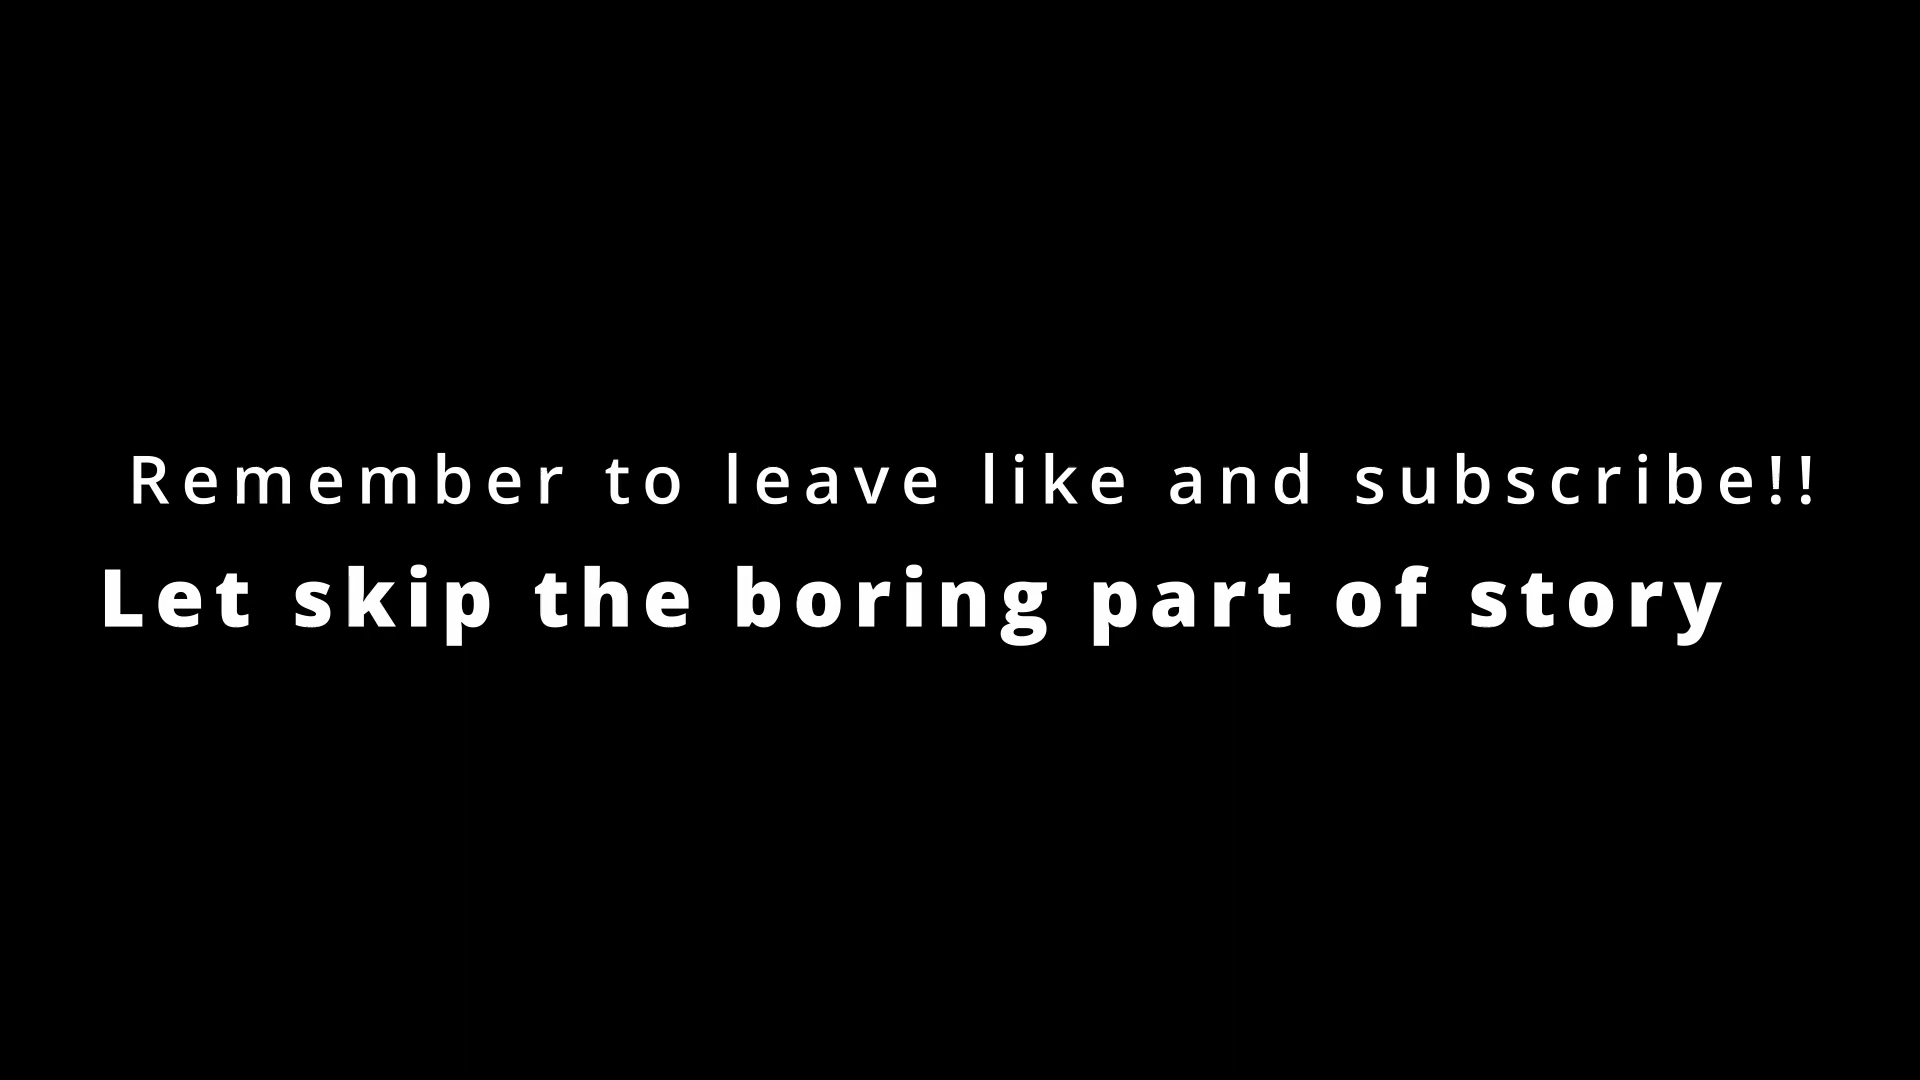 Remember to leave like and subscribe!!
Let skip the boring part of story